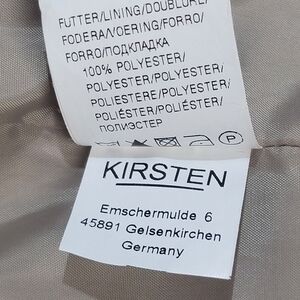 FUTTER/LINING/DOUBLURE/
FODERA/VOERING/FORRO/
FORRO/ПОДКЛАДКА
100% POLYESTER/
POLYESTER/POLYESTER/
POLIESTERE/POLYESTER/
POLIÉSTER/POLIÉSTER/
ПОЛИЭСТЕР
P
KIRSTEN
Emschermulde 6
45891 Gelsenkirchen
Germany